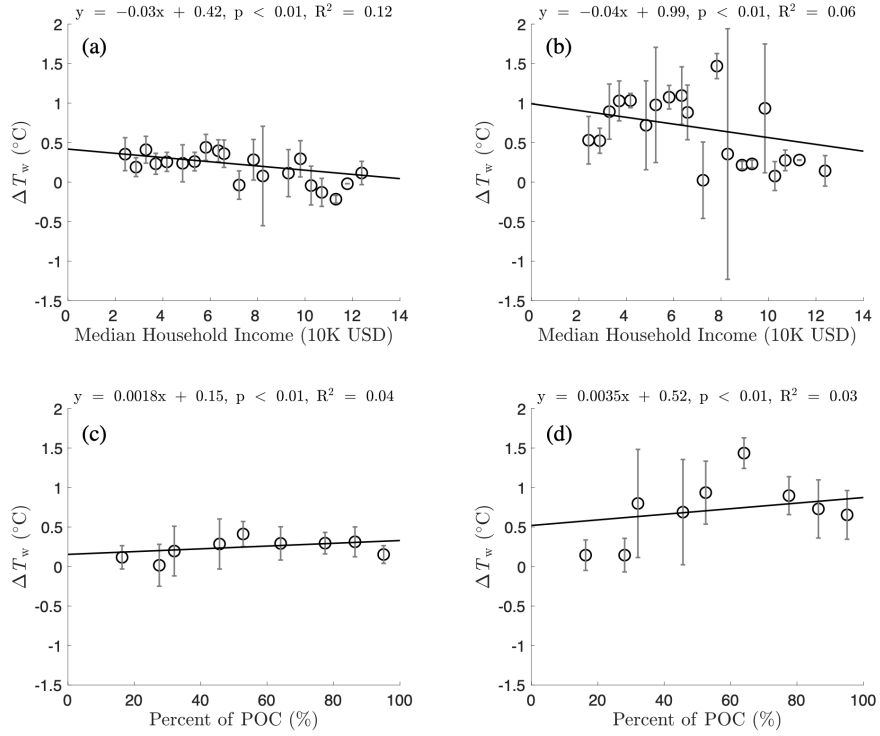 y = −0.03x + 0.42, p < 0.01, R² = 0.12
2
(a)
1.5
1
0.5
0
-0.5
-1
-1.5
Δ T_w (°C)
0 2 4 6 8 10 12 14
Median Household Income (10K USD)
y = −0.04x + 0.99, p < 0.01, R² = 0.06
2
(b)
1.5
1
0.5
0
-0.5
-1
-1.5
Δ T_w (°C)
0 2 4 6 8 10 12 14
Median Household Income (10K USD)
y = 0.0018x + 0.15, p < 0.01, R² = 0.04
2
(c)
1.5
1
0.5
0
-0.5
-1
-1.5
Δ T_w (°C)
0 20 40 60 80 100
Percent of POC (%)
y = 0.0035x + 0.52, p < 0.01, R² = 0.03
2
(d)
1.5
1
0.5
0
-0.5
-1
-1.5
Δ T_w (°C)
0 20 40 60 80 100
Percent of POC (%)